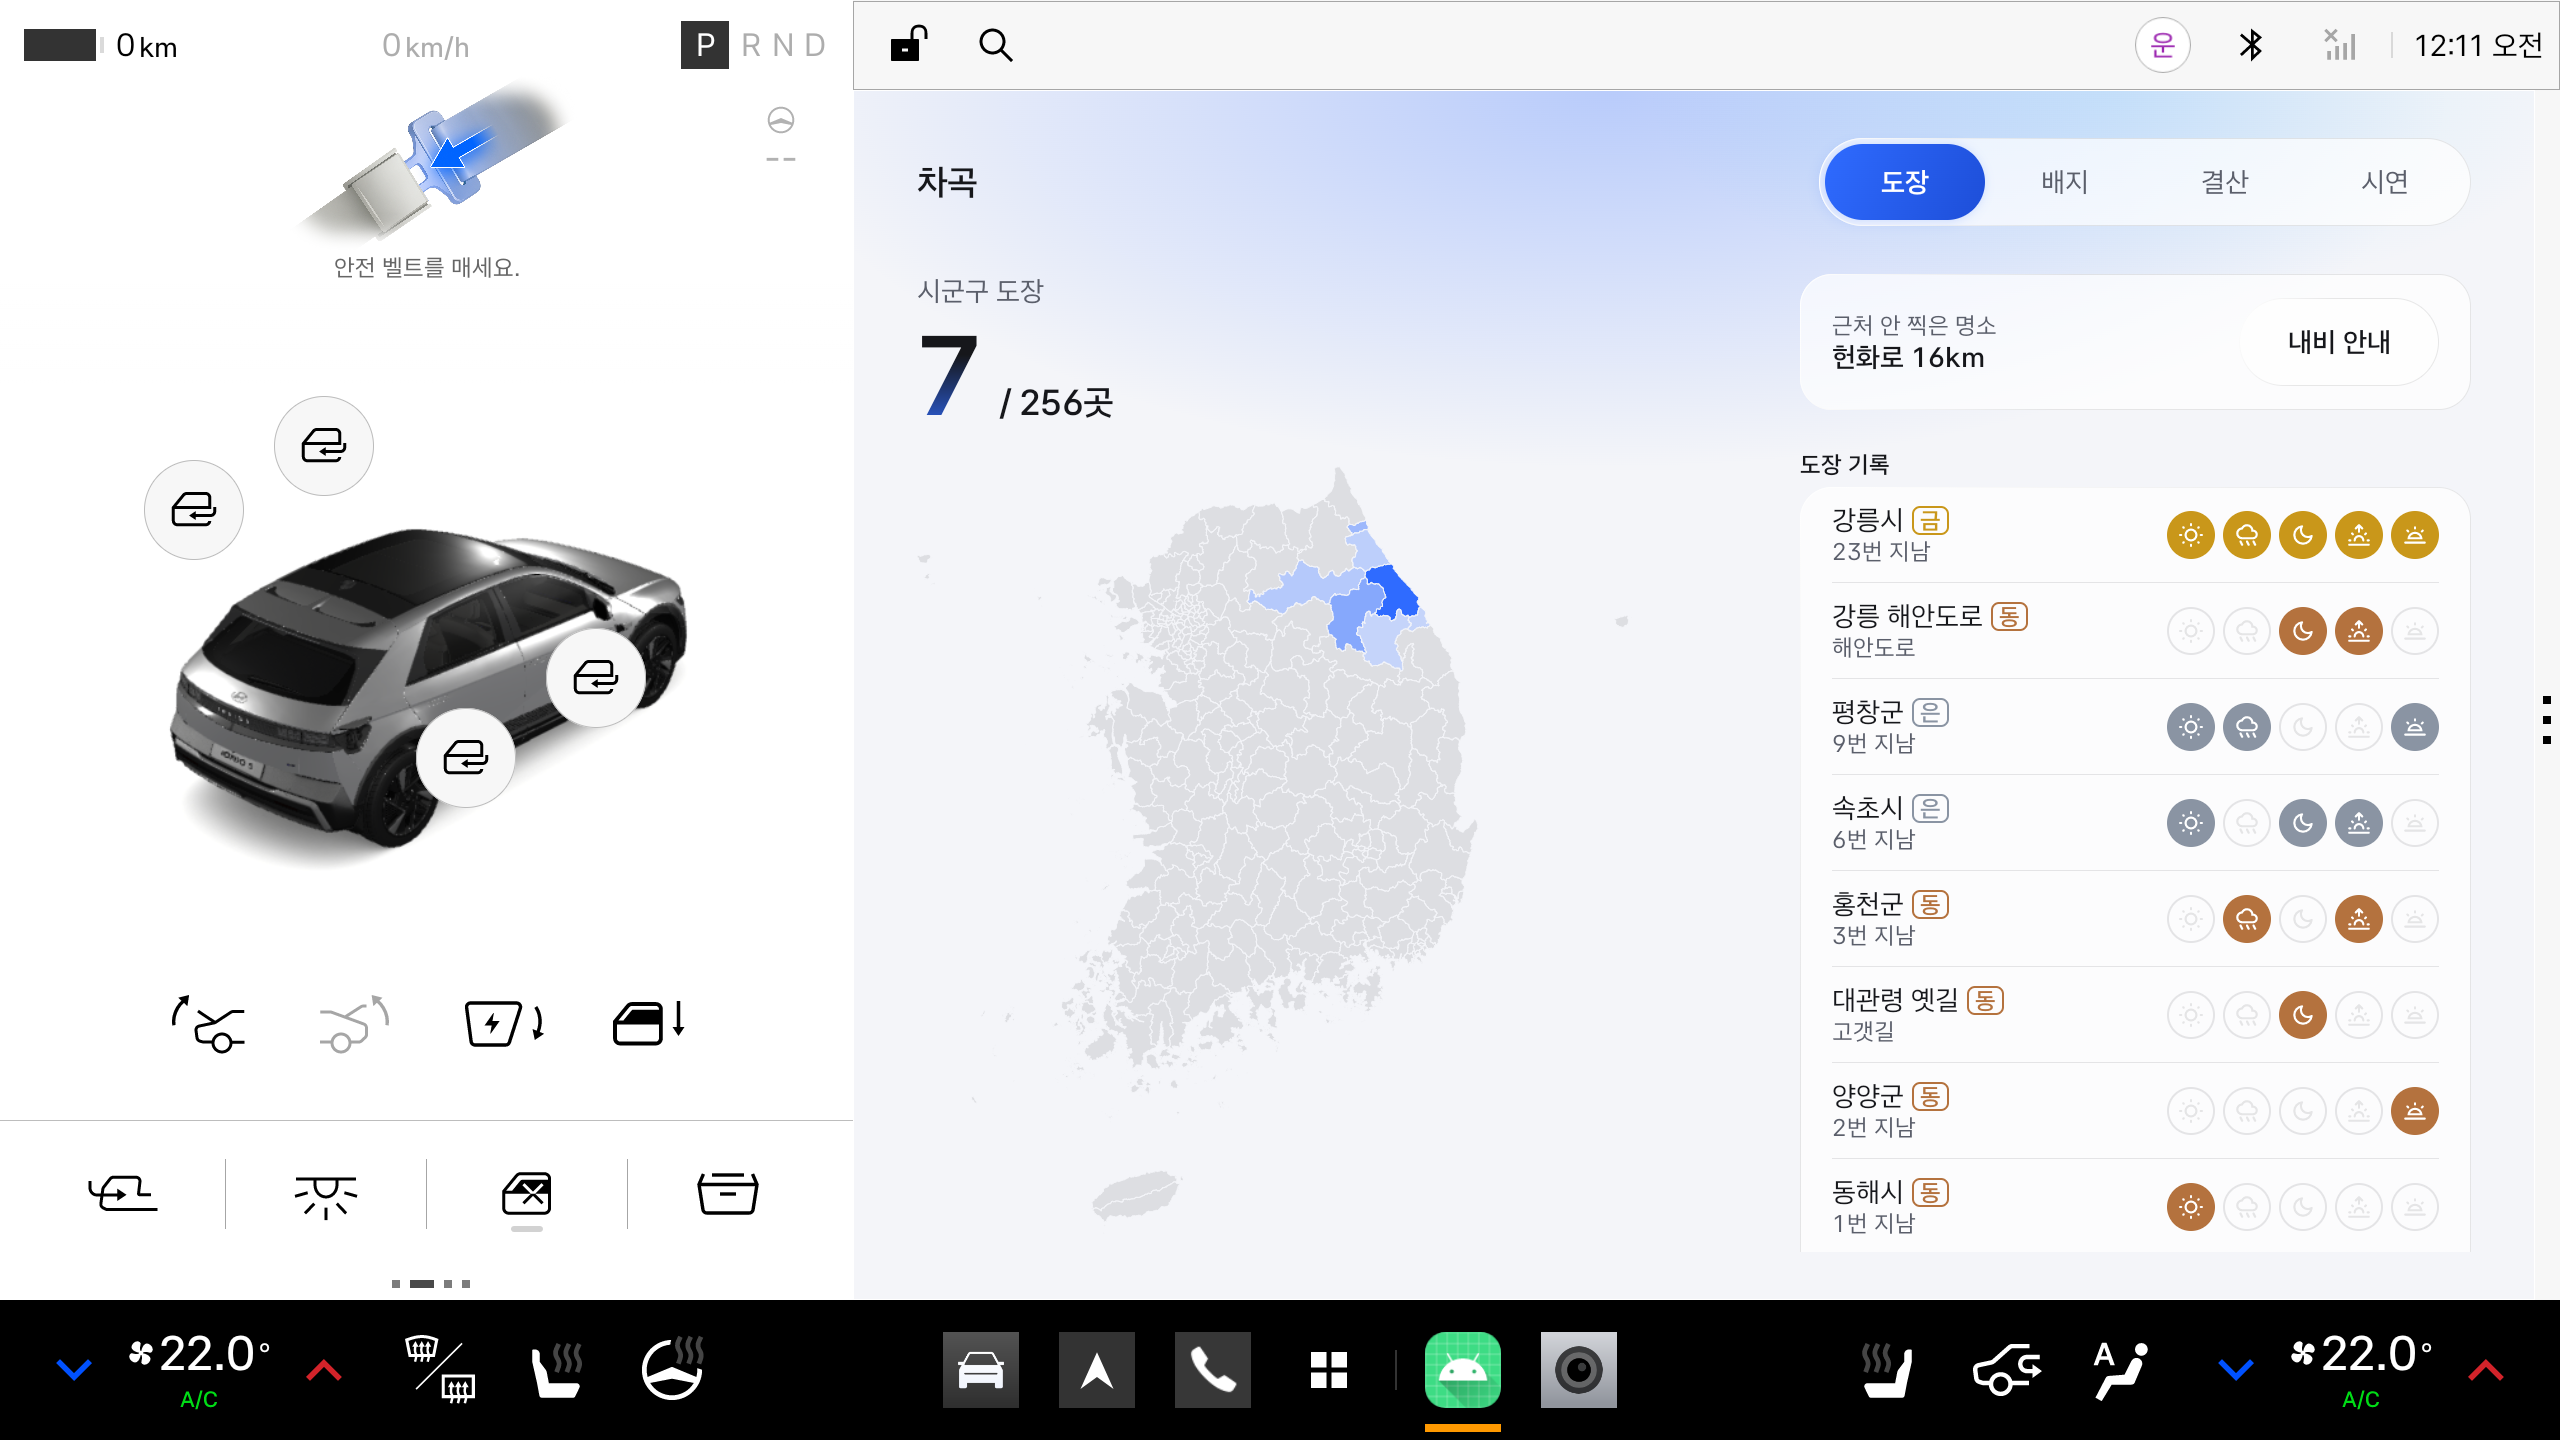 0 km
0 km/h
P R N D
운
12:11 오전
안전 벨트를 매세요.
차곡
도장
배지
결산
시연
시군구 도장
7 / 256곳
근처 안 찍은 명소
헌화로 16km
내비 안내
도장 기록
강릉시 금
23번 지남
강릉 해안도로 동
해안도로
평창군 은
9번 지남
속초시 은
6번 지남
홍천군 동
3번 지남
대관령 옛길 동
고갯길
양양군 동
2번 지남
동해시 동
1번 지남
IONIQ 5
22.0°
A/C
A
22.0°
A/C